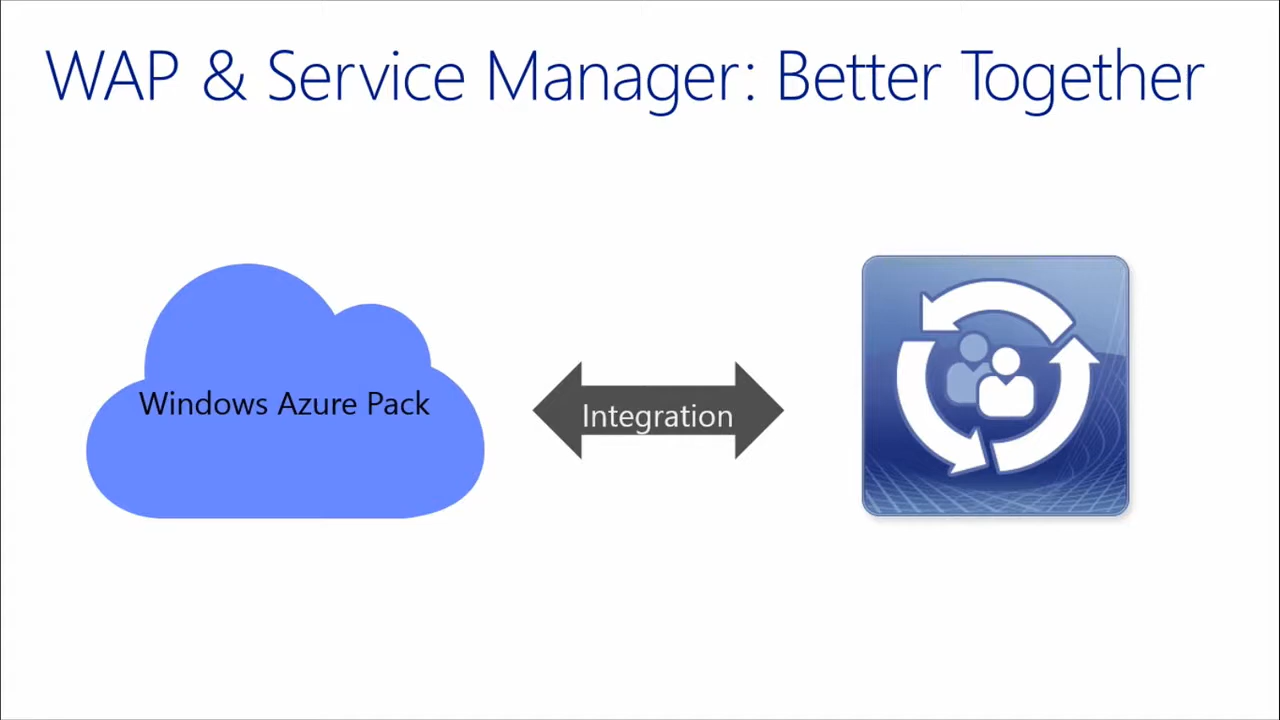 WAP & Service Manager: Better Together
Windows Azure Pack
Integration